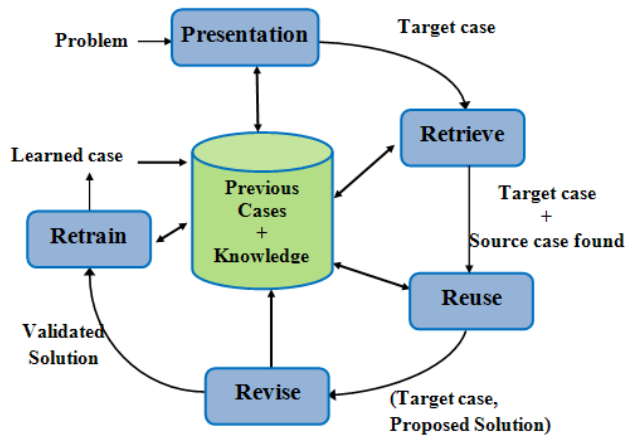 Problem
Presentation
Target case
Retrieve
Learned case
Previous
Cases
+
Knowledge
Target case
+
Source case found
Retrain
Reuse
Validated
Solution
Revise
(Target case,
Proposed Solution)